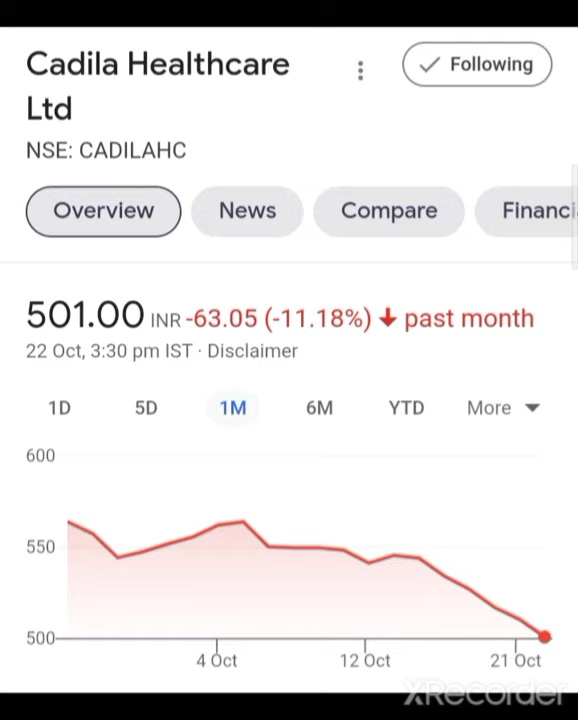 Cadila Healthcare
Ltd
Following
NSE: CADILAHC
Overview
News
Compare
Financi
501.00 INR -63.05 (-11.18%) ↓ past month
22 Oct, 3:30 pm IST · Disclaimer
1D 5D 1M 6M YTD More
600
550
500
4 Oct 12 Oct 21 Oct
XRecorder